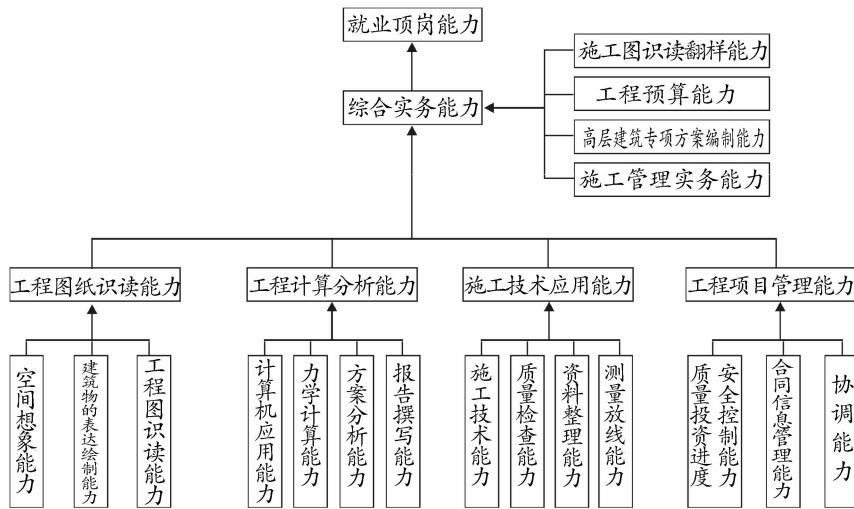 就业顶岗能力
综合实务能力
施工图识读翻样能力
工程预算能力
高层建筑专项方案编制能力
施工管理实务能力
工程图纸识读能力
工程计算分析能力
施工技术应用能力
工程项目管理能力
空间想象能力
建筑物的表达绘制能力
工程图识读能力
计算机应用能力
力学计算能力
方案分析能力
报告撰写能力
施工技术能力
质量检查能力
资料整理能力
测量放线能力
质量投资进度
安全控制能力
合同信息管理能力
协调能力